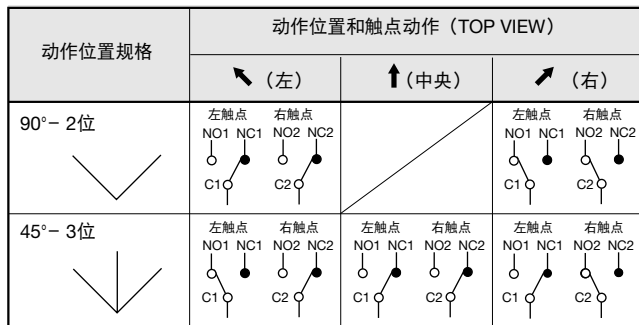 动作位置规格
动作位置和触点动作（TOP VIEW）
（左）
（中央）
（右）
90°− 2位
左触点 右触点
NO1 NC1 NO2 NC2
C1 C2
左触点 右触点
NO1 NC1 NO2 NC2
C1 C2
45°− 3位
左触点 右触点
NO1 NC1 NO2 NC2
C1 C2
左触点 右触点
NO1 NC1 NO2 NC2
C1 C2
左触点 右触点
NO1 NC1 NO2 NC2
C1 C2